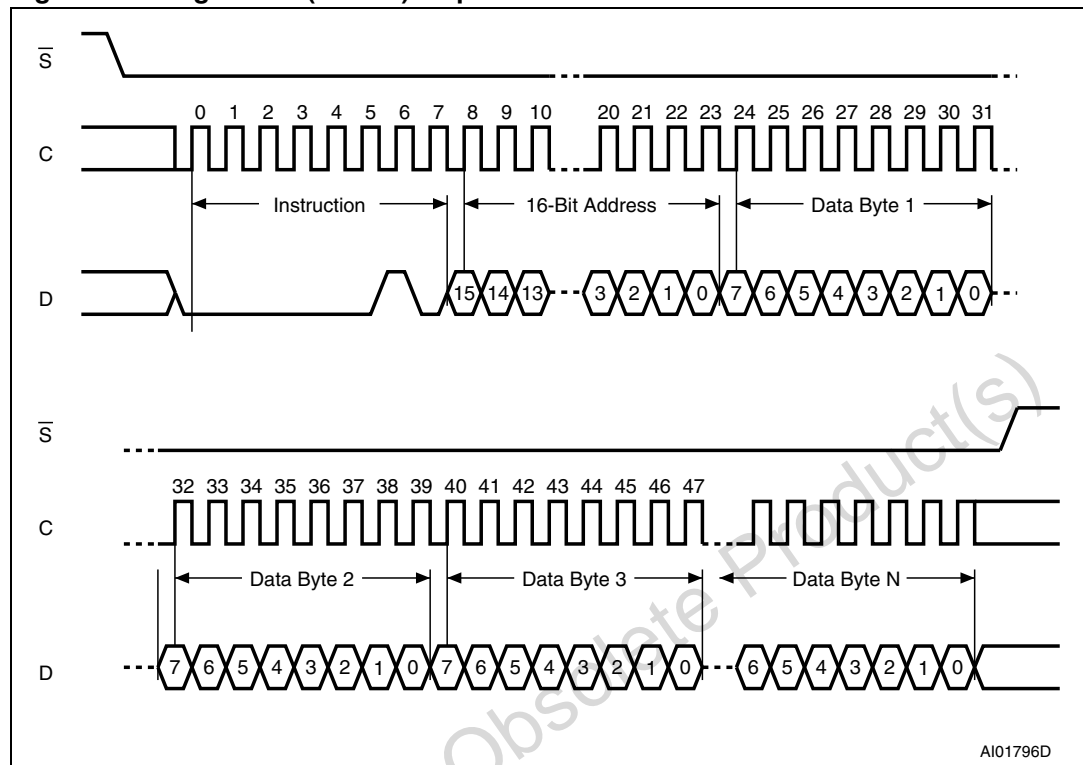 S
0 1 2 3 4 5 6 7 8 9 10 20 21 22 23 24 25 26 27 28 29 30 31
C
Instruction 16-Bit Address Data Byte 1
D 15 14 13 3 2 1 0 7 6 5 4 3 2 1 0
S
32 33 34 35 36 37 38 39 40 41 42 43 44 45 46 47
C
Data Byte 2 Data Byte 3 Data Byte N
D 7 6 5 4 3 2 1 0 7 6 5 4 3 2 1 0 6 5 4 3 2 1 0
Obsolete Product(s)
AI01796D